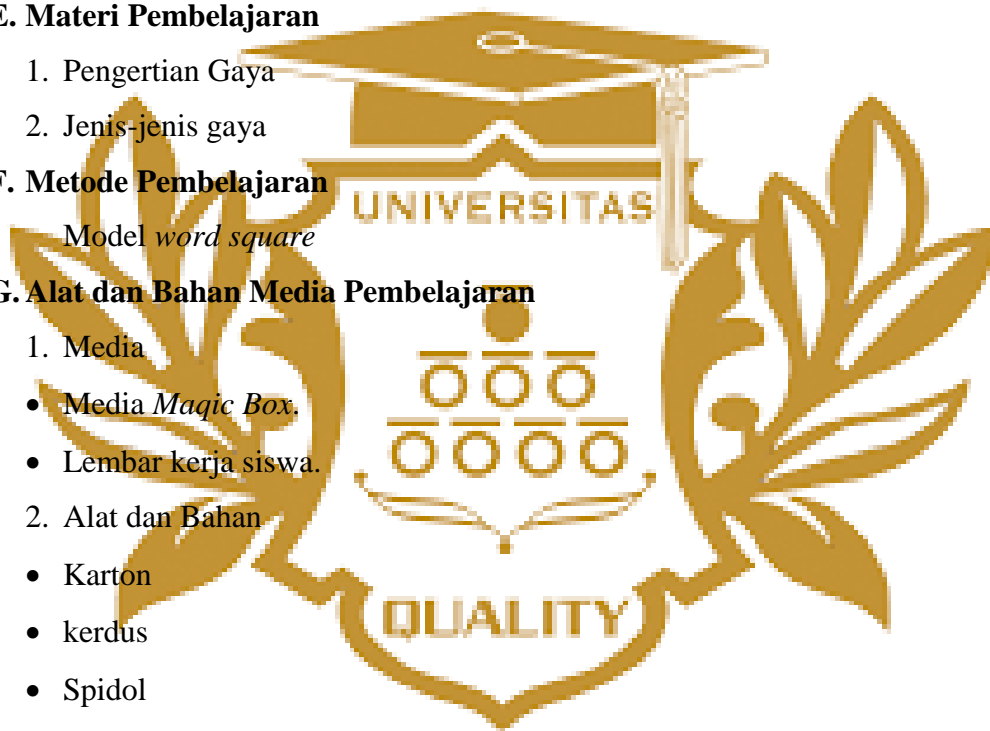 E. Materi Pembelajaran
1. Pengertian Gaya
2. Jenis-jenis gaya
F. Metode Pembelajaran
Model word square
G. Alat dan Bahan Media Pembelajaran
1. Media
• Media Maqic Box.
• Lembar kerja siswa.
2. Alat dan Bahan
• Karton
• kerdus
• Spidol
UNIVERSITAS
QUALITY